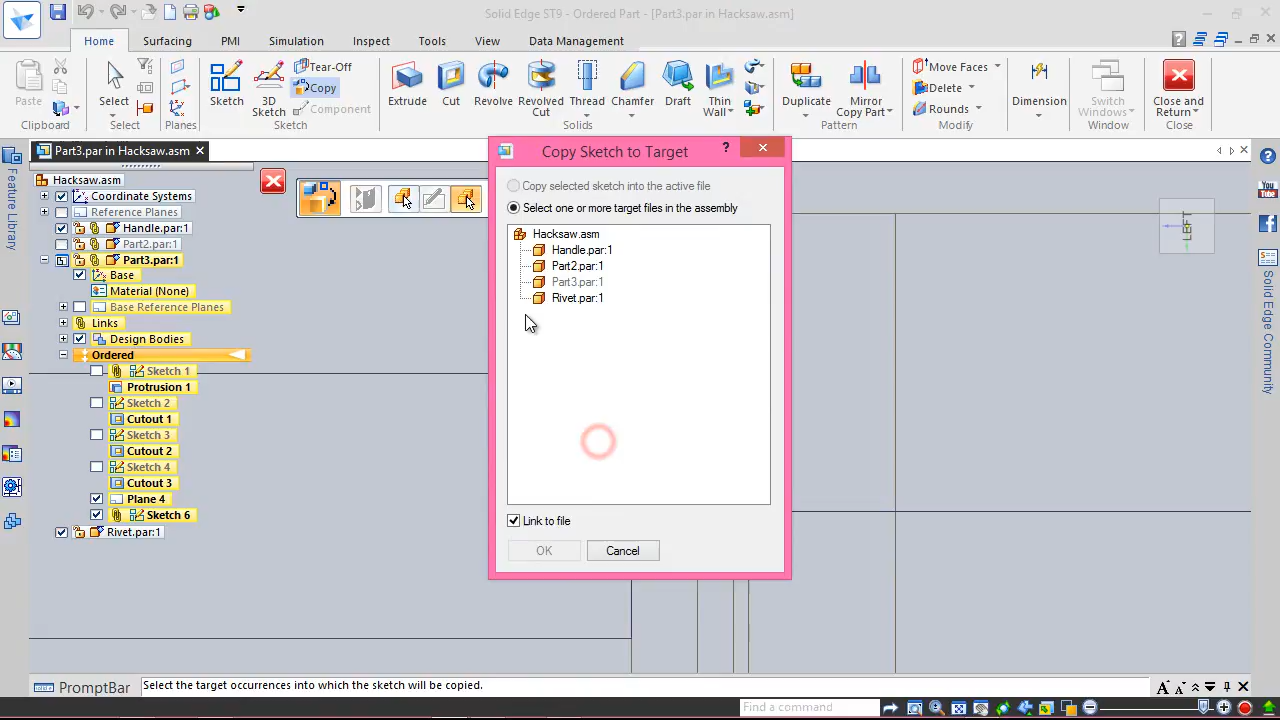 Solid Edge ST9 - Ordered Part - [Part3.par in Hacksaw.asm]
Home Surfacing PMI Simulation Inspect Tools View Data Management
Paste
Clipboard
Select
Select
Planes
Sketch
3D Sketch
Tear-Off
Copy
Component
Sketch
Extrude
Cut
Revolve
Revolved Cut
Thread
Chamfer
Draft
Thin Wall
Solids
Duplicate
Mirror Copy Part
Pattern
Move Faces
Delete
Rounds
Modify
Dimension
Switch Windows
Window
Close and Return
Close
Part3.par in Hacksaw.asm
Feature Library
Hacksaw.asm
Coordinate Systems
Reference Planes
Handle.par:1
Part2.par:1
Part3.par:1
Base
Material (None)
Base Reference Planes
Links
Design Bodies
Ordered
Sketch 1
Protrusion 1
Sketch 2
Cutout 1
Sketch 3
Cutout 2
Sketch 4
Cutout 3
Plane 4
Sketch 6
Rivet.par:1
Copy Sketch to Target
?
Copy selected sketch into the active file
Select one or more target files in the assembly
Hacksaw.asm
Handle.par:1
Part2.par:1
Part3.par:1
Rivet.par:1
Link to file
OK Cancel
LEFT
You
Tube
Solid Edge Community
PromptBar
Select the target occurrences into which the sketch will be copied.
Find a command